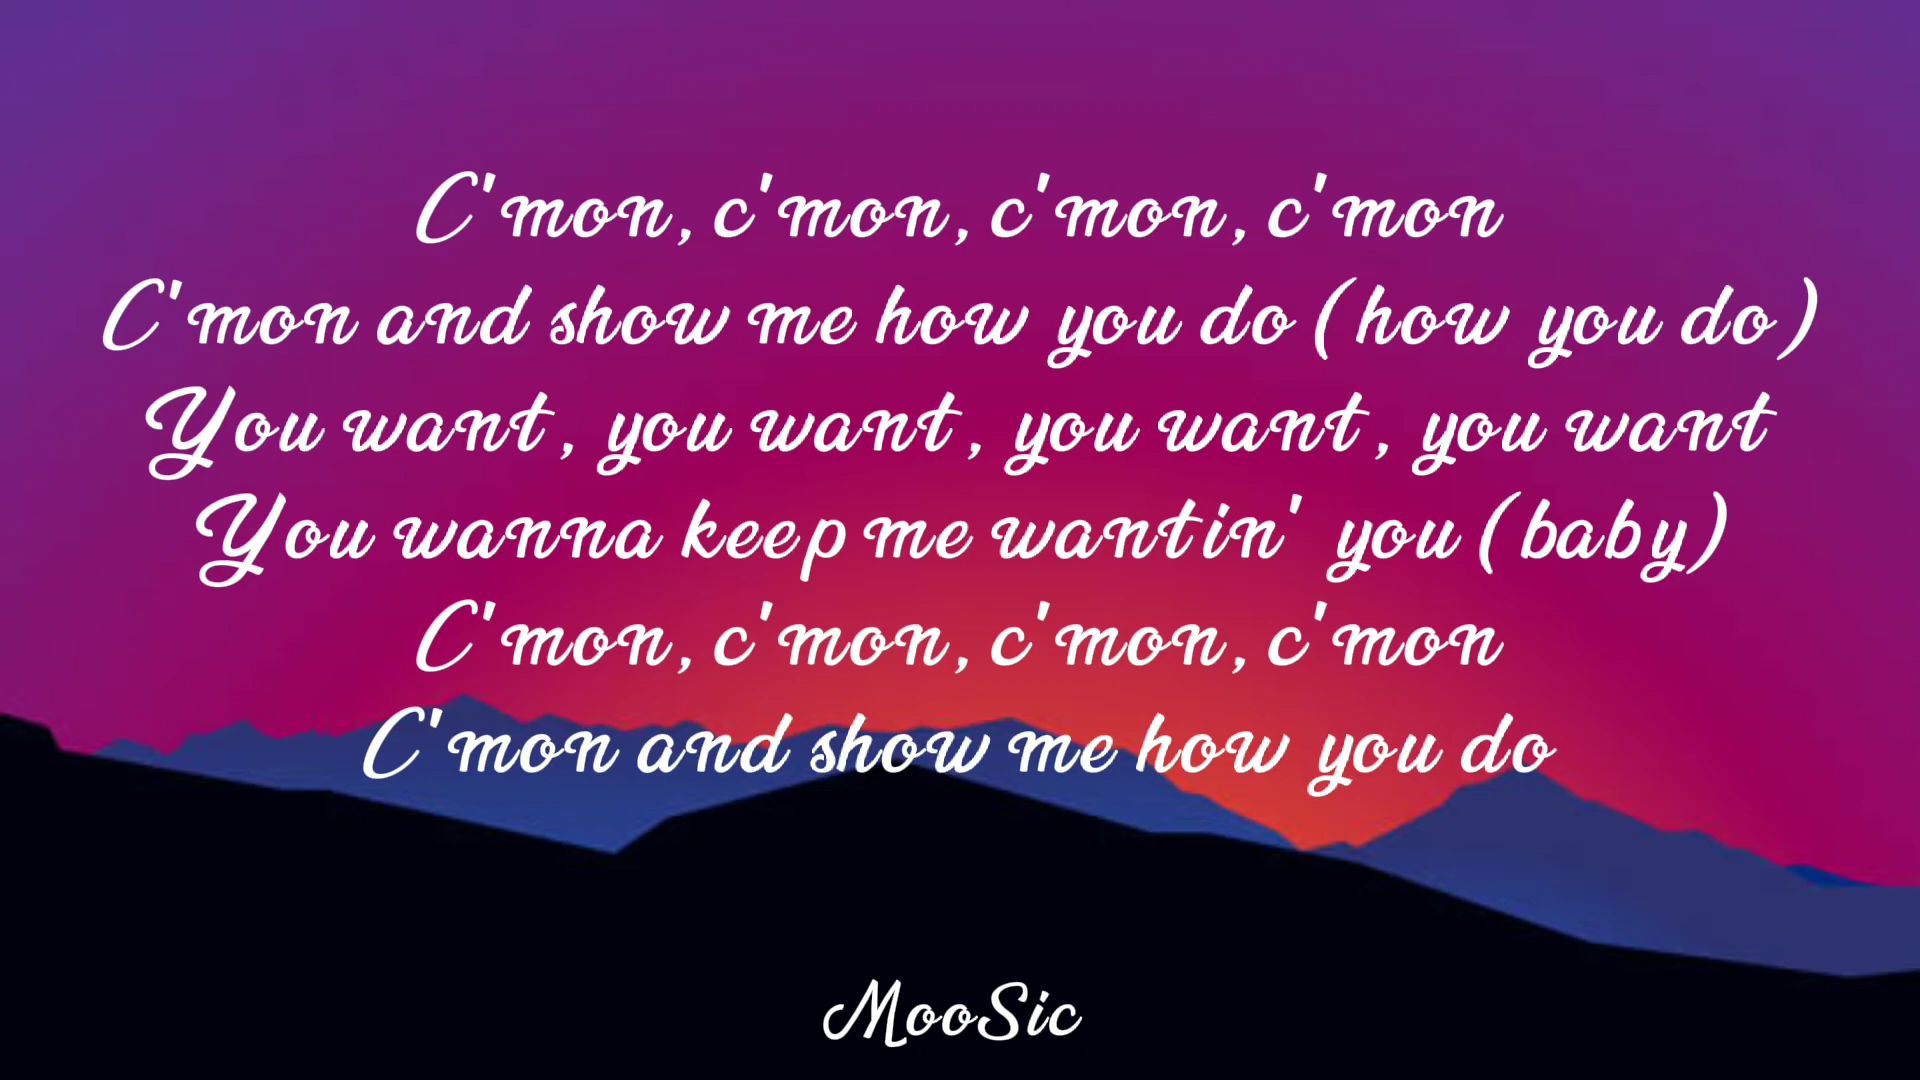 C'mon, c'mon, c'mon, c'mon
C'mon and show me how you do (how you do)
You want, you want, you want, you want
You wanna keep me wantin' you (baby)
C'mon, c'mon, c'mon, c'mon
C'mon and show me how you do
MooSic